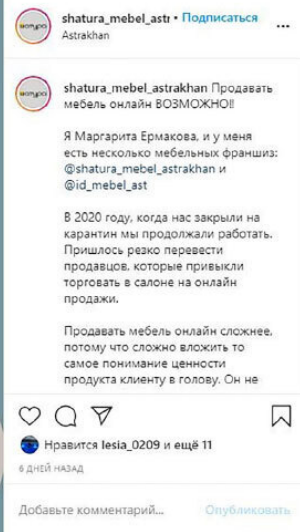 shatura_mebel_astr • Подписаться ...
Astrakhan
шатура
shatura_mebel_astrakhan Продавать
мебель онлайн ВОЗМОЖНО!!
Я Маргарита Ермакова, и у меня
есть несколько мебельных франшиз:
@shatura_mebel_astrakhan и
@id_mebel_ast
В 2020 году, когда нас закрыли на
карантин мы продолжали работать.
Пришлось резко перевести
продавцов, которые привыкли
торговать в салоне на онлайн
продажи.
Продавать мебель онлайн сложнее,
потому что сложно вложить то
самое понимание ценности
продукта клиенту в голову. Он не
Нравится lesia_0209 и ещё 11
6 ДНЕЙ НАЗАД
Добавьте комментарий... Опубликовать